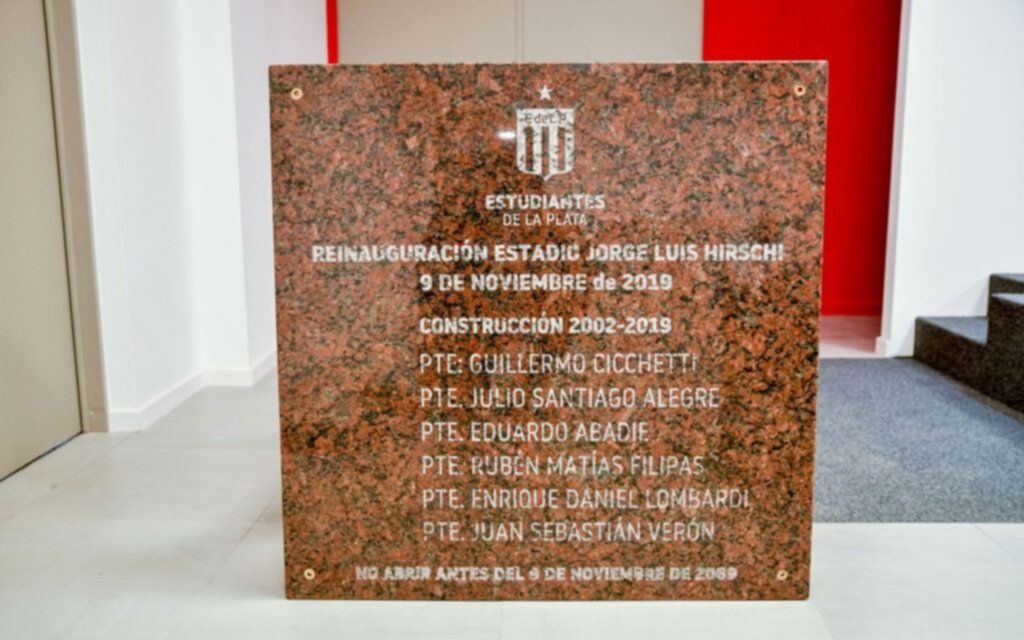 E de L P
ESTUDIANTES
DE LA PLATA
REINAUGURACIÓN ESTADIO JORGE LUIS HIRSCHI
9 DE NOVIEMBRE de 2019
CONSTRUCCIÓN 2002-2019
PTE: GUILLERMO CICCHETTI
PTE. JULIO SANTIAGO ALEGRE
PTE. EDUARDO ABADIE
PTE. RUBÉN MATÍAS FILIPAS
PTE. ENRIQUE DANIEL LOMBARDI
PTE. JUAN SEBASTIÁN VERÓN
NO ABRIR ANTES DEL 9 DE NOVIEMBRE DE 2069